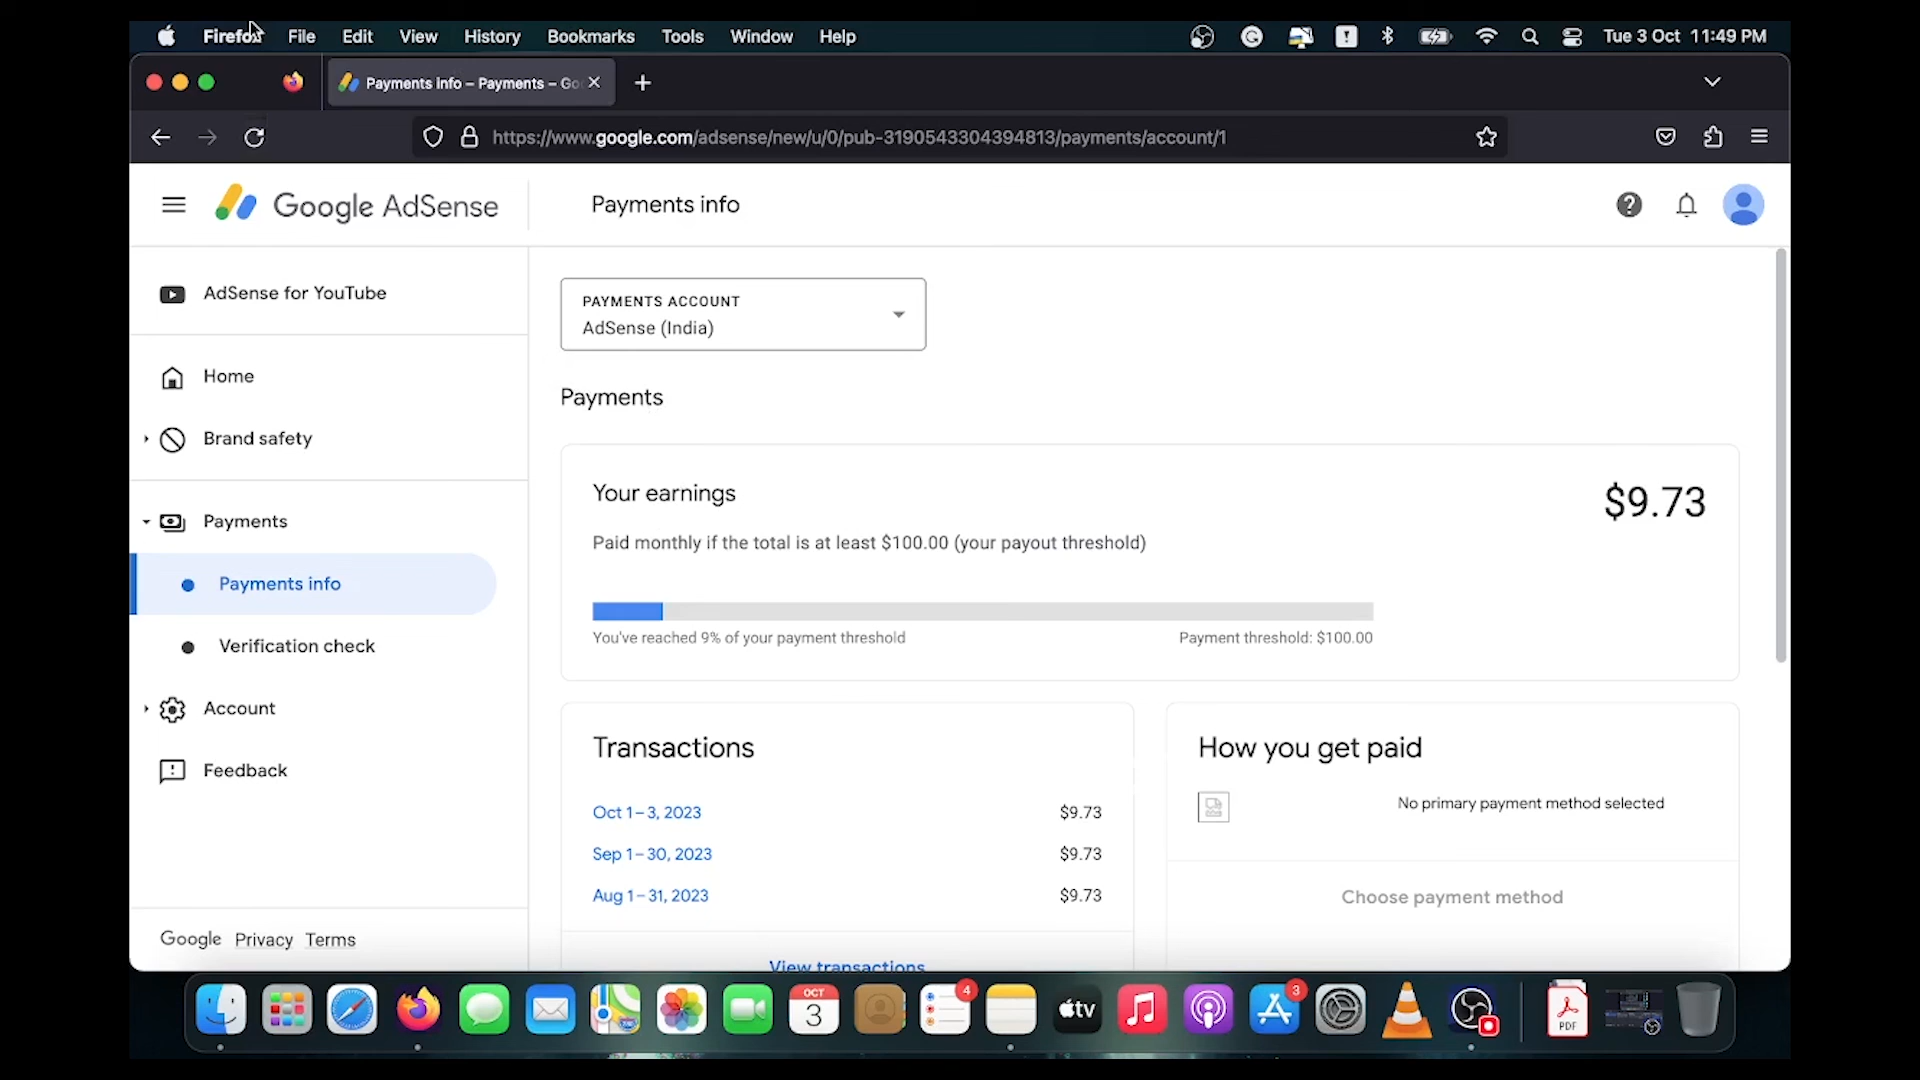 Firefox File Edit View History Bookmarks Tools Window Help Tue 3 Oct 11:49 PM
Payments info – Payments – Go
https://www.google.com/adsense/new/u/0/pub-3190543304394813/payments/account/1
Google AdSense
Payments info
AdSense for YouTube
Home
Brand safety
Payments
Payments info
Verification check
Account
Feedback
Google Privacy Terms
PAYMENTS ACCOUNT
AdSense (India)
Payments
Your earnings
$9.73
Paid monthly if the total is at least $100.00 (your payout threshold)
You've reached 9% of your payment threshold
Payment threshold: $100.00
Transactions
Oct 1–3, 2023 $9.73
Sep 1–30, 2023 $9.73
Aug 1–31, 2023 $9.73
View transactions
How you get paid
No primary payment method selected
Choose payment method
OCT
3
4
tv
3
PDF